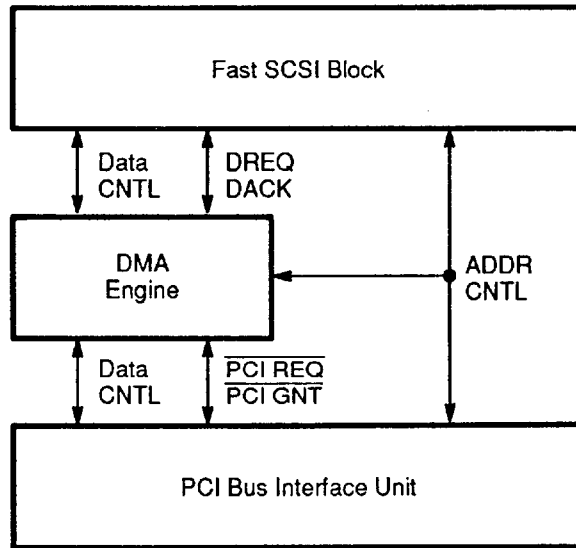 Fast SCSI Block
Data
CNTL
DREQ
DACK
DMA
Engine
ADDR
CNTL
Data
CNTL
PCI REQ
PCI GNT
PCI Bus Interface Unit